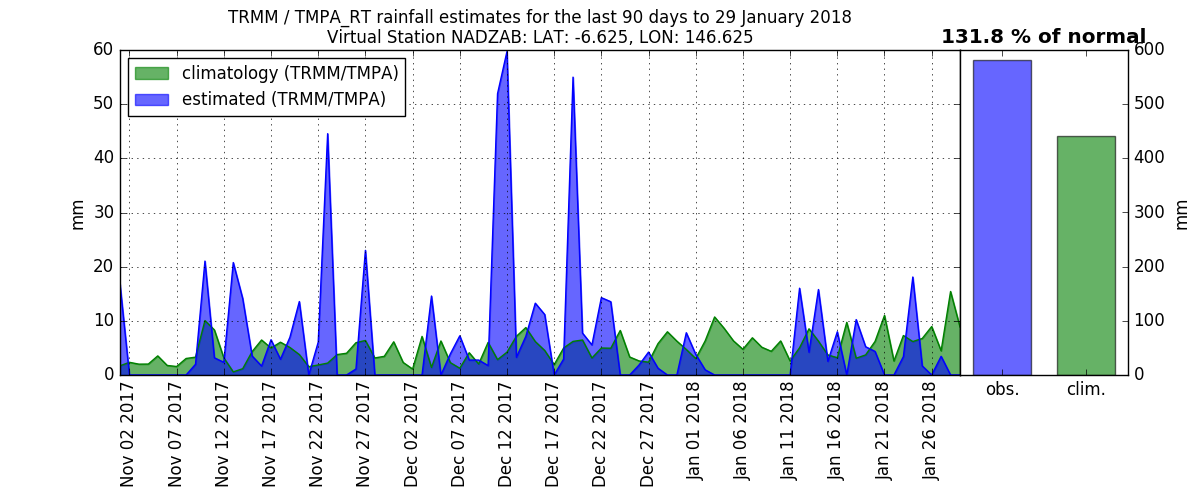 TRMM / TMPA_RT rainfall estimates for the last 90 days to 29 January 2018
Virtual Station NADZAB: LAT: -6.625, LON: 146.625
131.8 % of normal
climatology (TRMM/TMPA)
estimated (TRMM/TMPA)
60
50
40
30
20
10
0
mm
600
500
400
300
200
100
0
mm
Nov 02 2017
Nov 07 2017
Nov 12 2017
Nov 17 2017
Nov 22 2017
Nov 27 2017
Dec 02 2017
Dec 07 2017
Dec 12 2017
Dec 17 2017
Dec 22 2017
Dec 27 2017
Jan 01 2018
Jan 06 2018
Jan 11 2018
Jan 16 2018
Jan 21 2018
Jan 26 2018
obs.
clim.